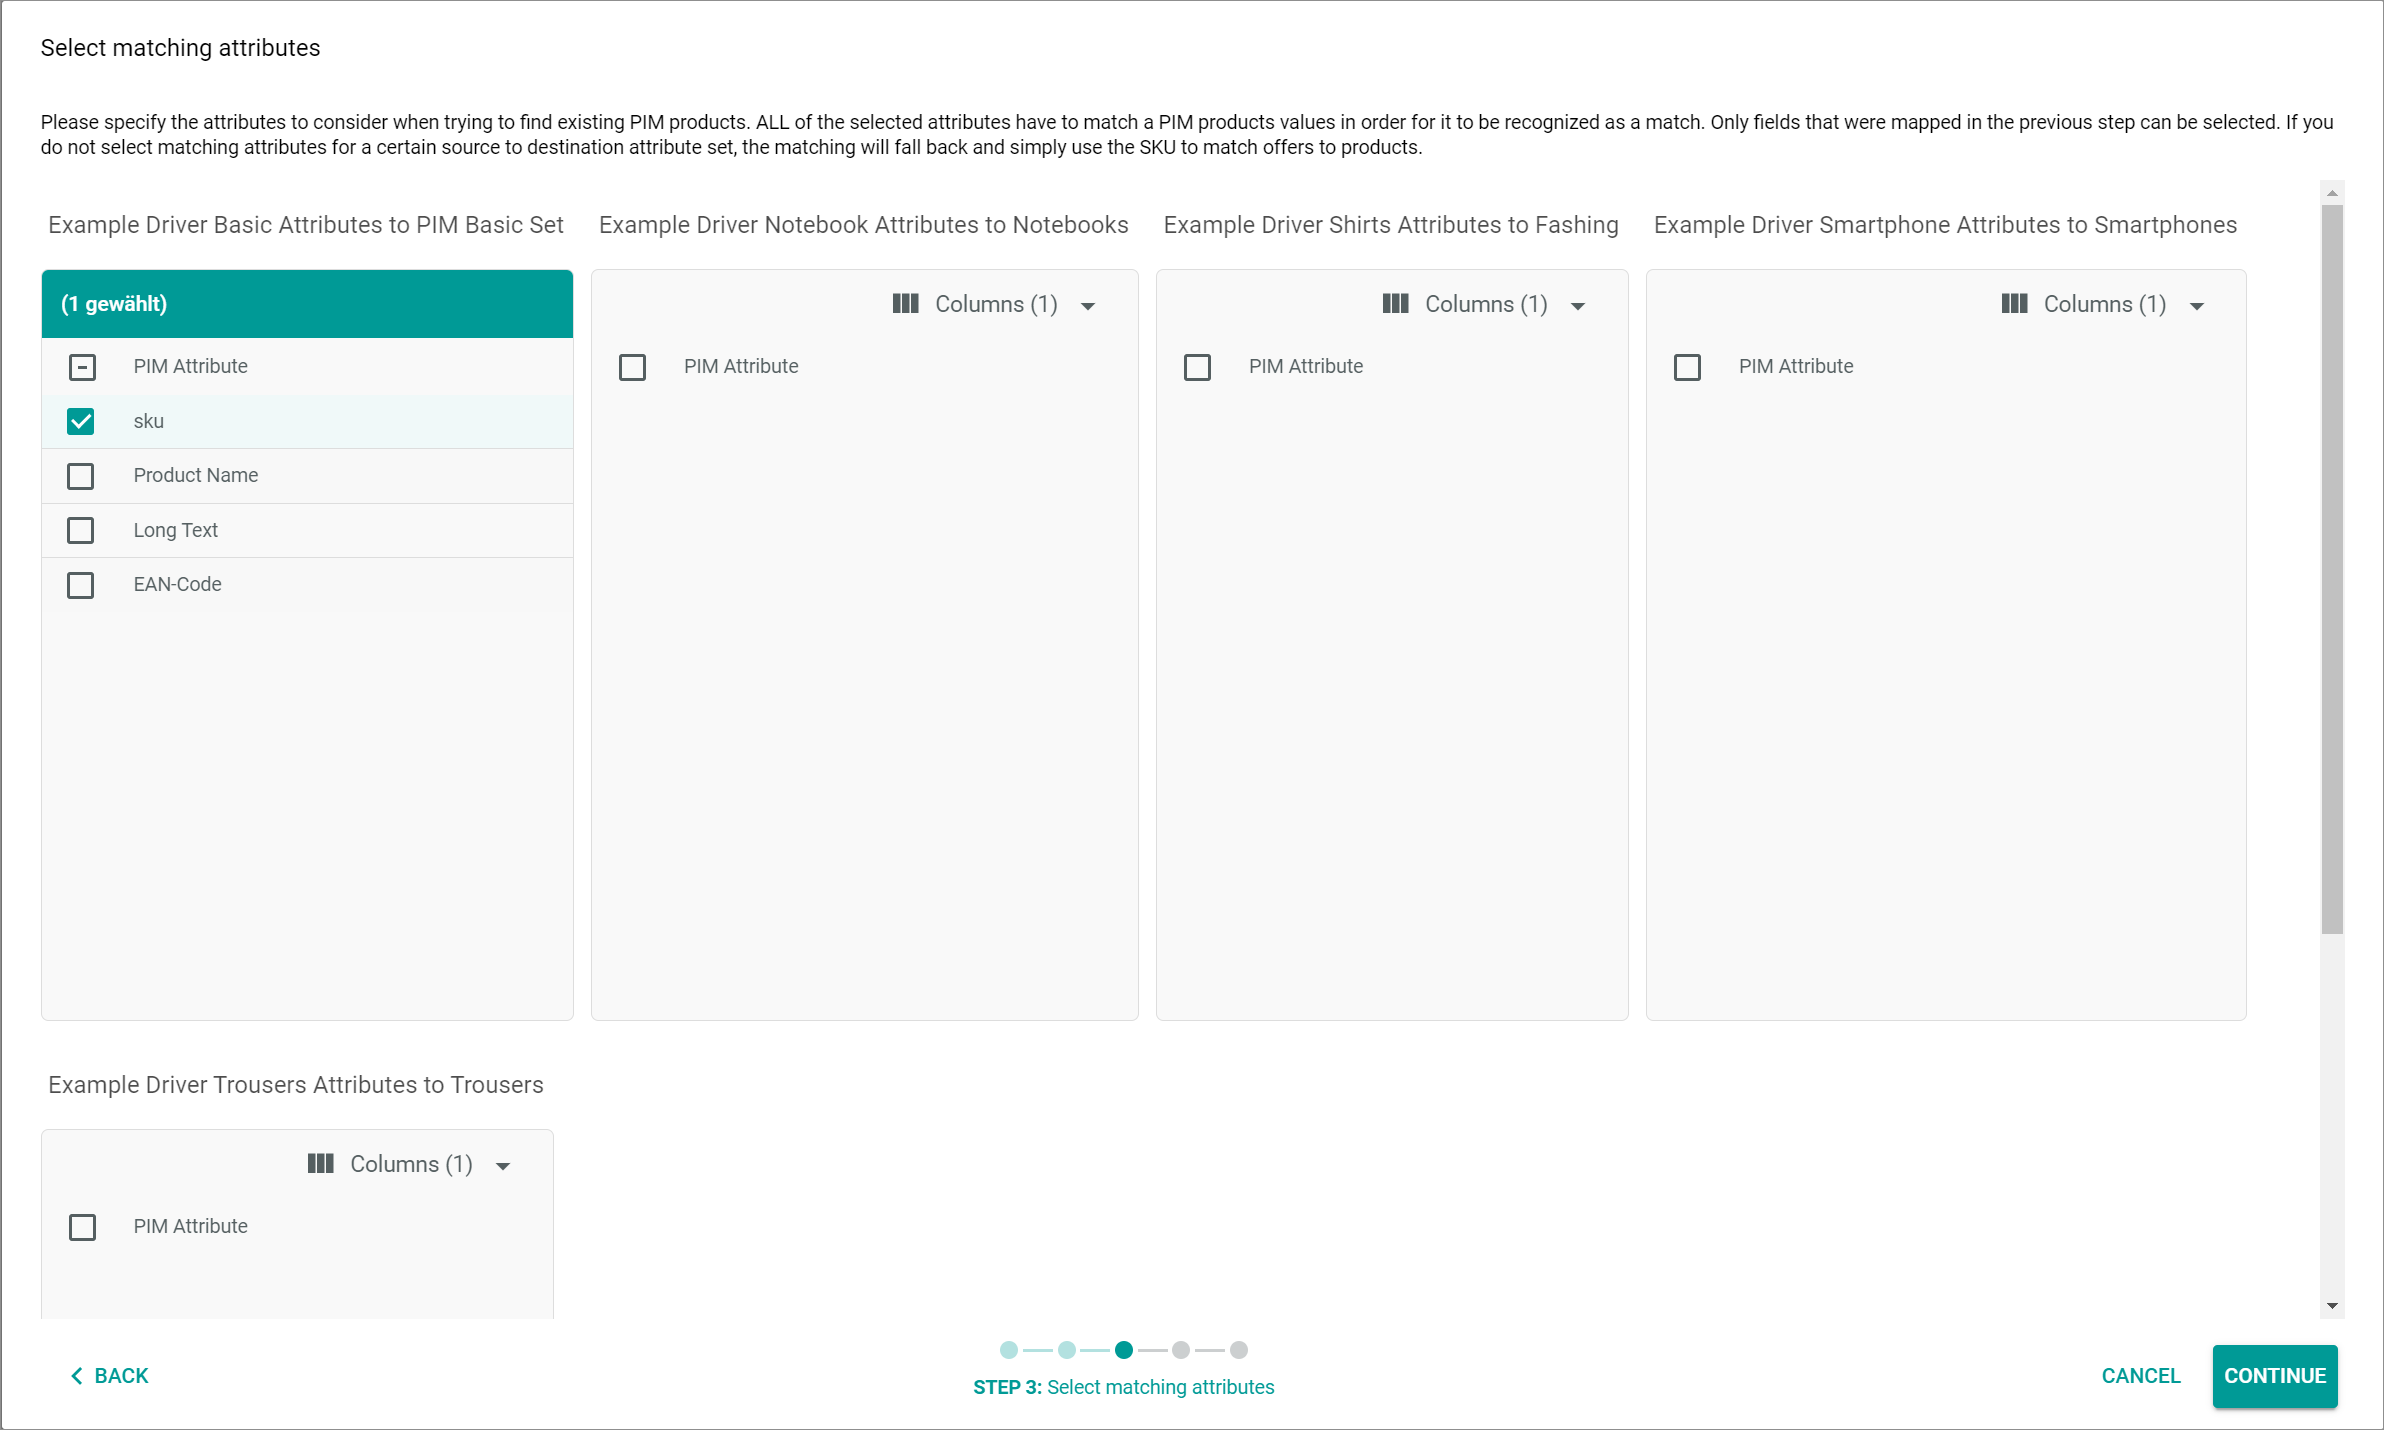 Select matching attributes
Please specify the attributes to consider when trying to find existing PIM products. ALL of the selected attributes have to match a PIM products values in order for it to be recognized as a match. Only fields that were mapped in the previous step can be selected. If you
do not select matching attributes for a certain source to destination attribute set, the matching will fall back and simply use the SKU to match offers to products.
Example Driver Basic Attributes to PIM Basic Set
(1 gewählt)
PIM Attribute
sku
Product Name
Long Text
EAN-Code
Example Driver Notebook Attributes to Notebooks
Columns (1)
PIM Attribute
Example Driver Shirts Attributes to Fashing
Columns (1)
PIM Attribute
Example Driver Smartphone Attributes to Smartphones
Columns (1)
PIM Attribute
Example Driver Trousers Attributes to Trousers
Columns (1)
PIM Attribute
BACK
STEP 3: Select matching attributes
CANCEL
CONTINUE